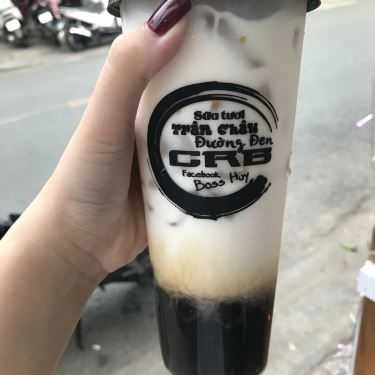 Sữa tươi
Trân Châu
Đường Đen
CRB
Facebook
Boss Huy